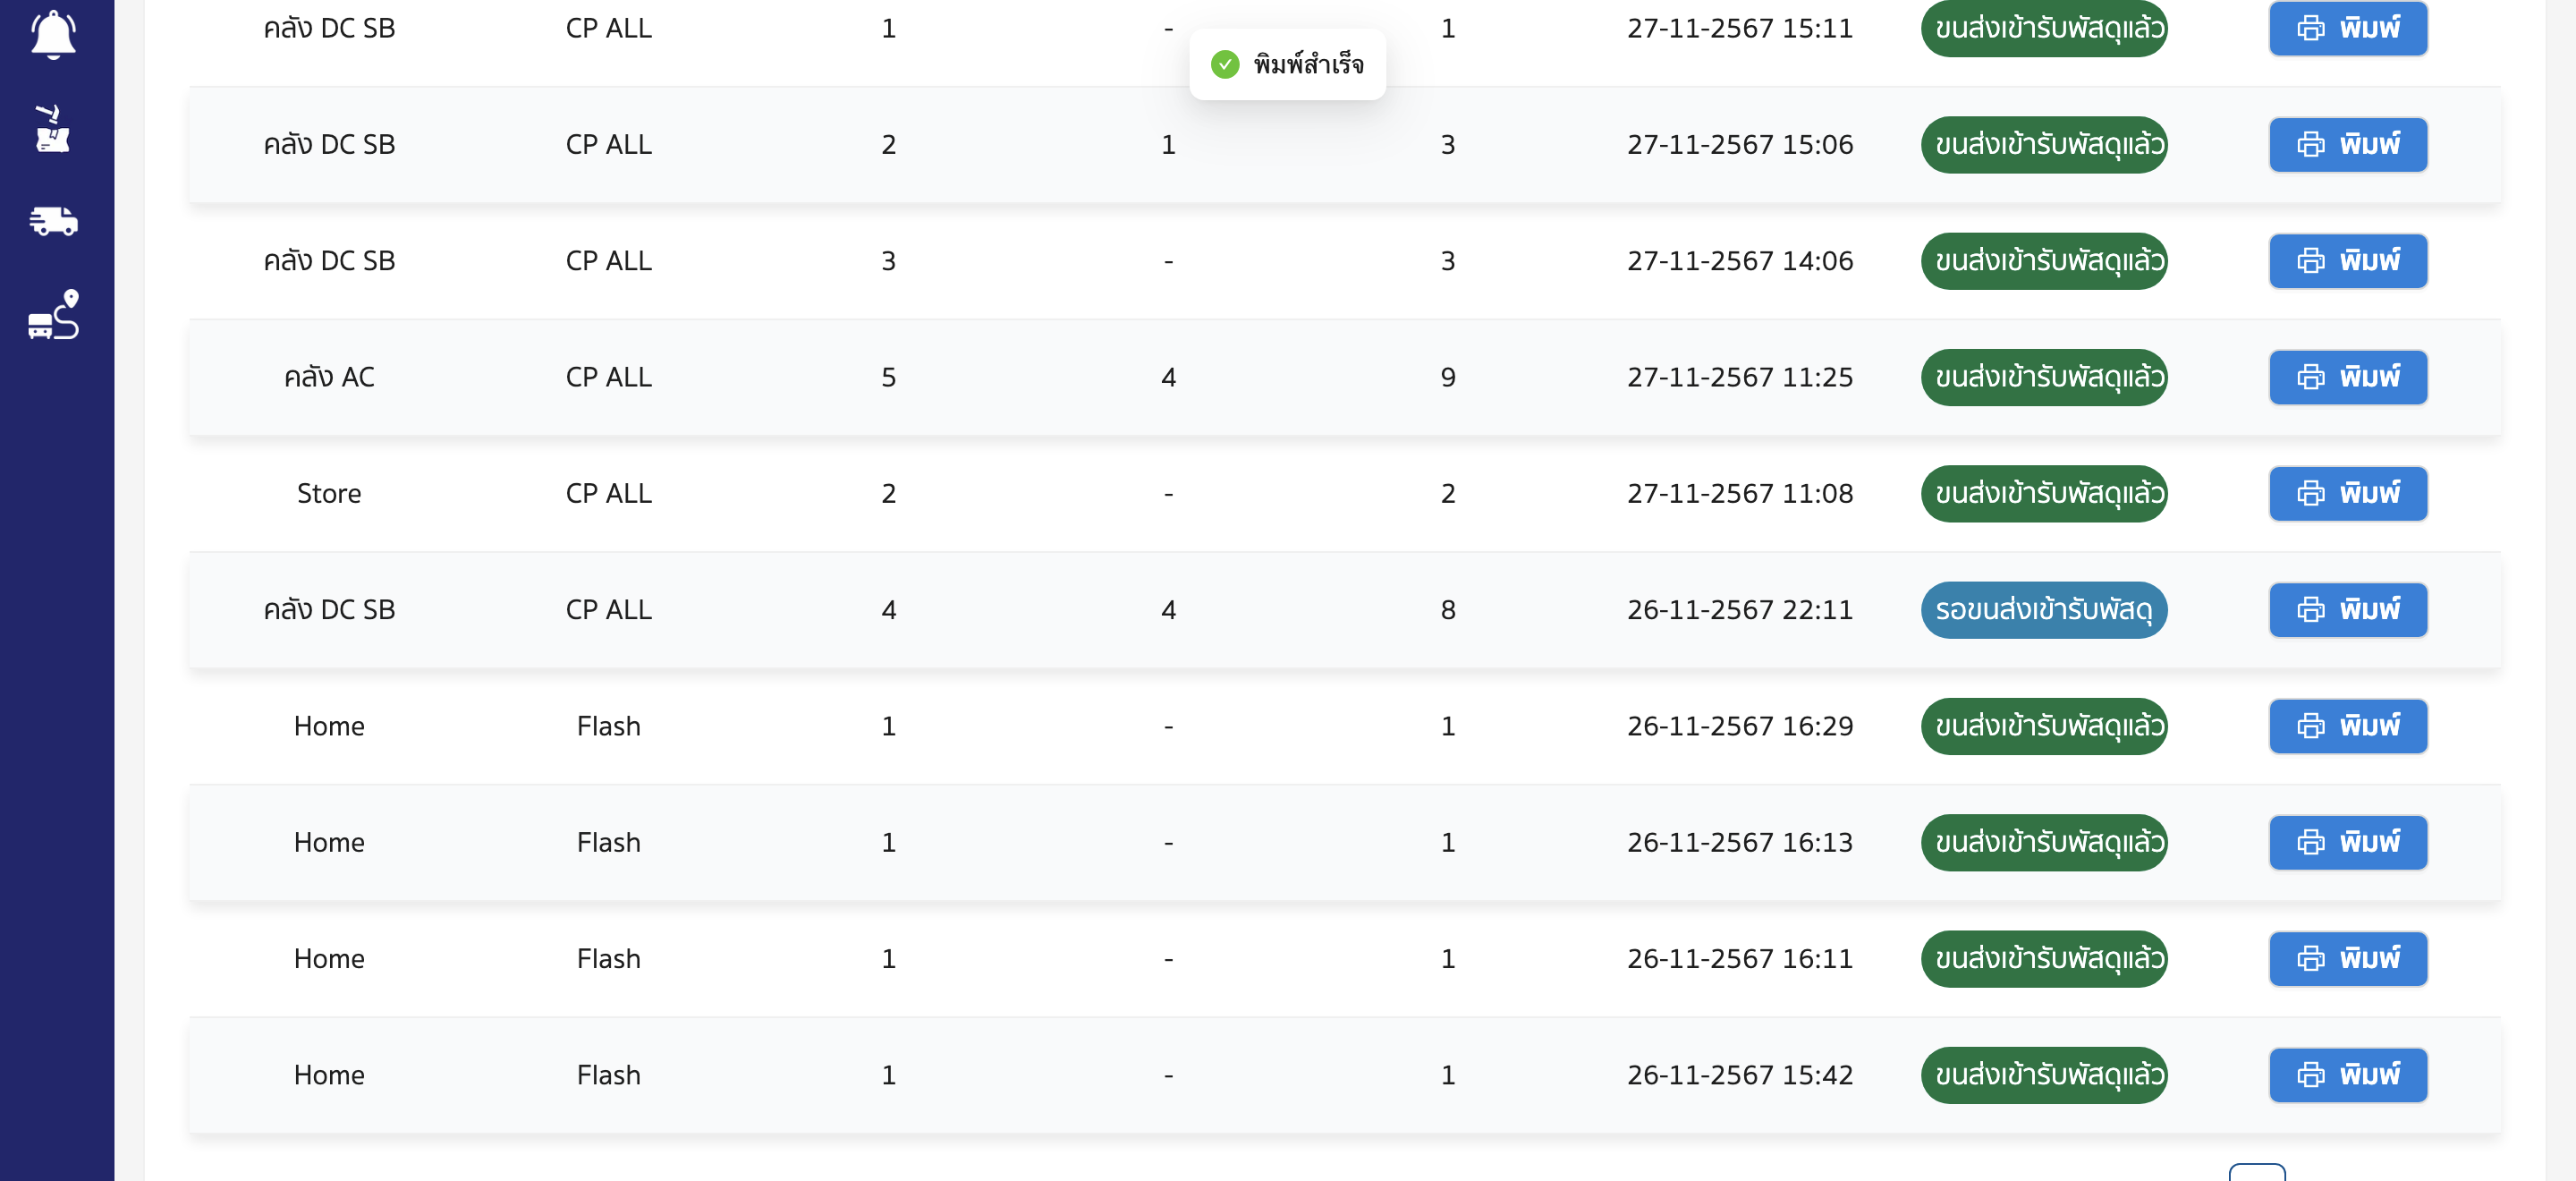 คลัง DC SB CP ALL 1 - 1 27-11-2567 15:11 ขนส่งเข้ารับพัสดุแล้ว พิมพ์
พิมพ์สำเร็จ
คลัง DC SB CP ALL 2 1 3 27-11-2567 15:06 ขนส่งเข้ารับพัสดุแล้ว พิมพ์
คลัง DC SB CP ALL 3 - 3 27-11-2567 14:06 ขนส่งเข้ารับพัสดุแล้ว พิมพ์
คลัง AC CP ALL 5 4 9 27-11-2567 11:25 ขนส่งเข้ารับพัสดุแล้ว พิมพ์
Store CP ALL 2 - 2 27-11-2567 11:08 ขนส่งเข้ารับพัสดุแล้ว พิมพ์
คลัง DC SB CP ALL 4 4 8 26-11-2567 22:11 รอขนส่งเข้ารับพัสดุ พิมพ์
Home Flash 1 - 1 26-11-2567 16:29 ขนส่งเข้ารับพัสดุแล้ว พิมพ์
Home Flash 1 - 1 26-11-2567 16:13 ขนส่งเข้ารับพัสดุแล้ว พิมพ์
Home Flash 1 - 1 26-11-2567 16:11 ขนส่งเข้ารับพัสดุแล้ว พิมพ์
Home Flash 1 - 1 26-11-2567 15:42 ขนส่งเข้ารับพัสดุแล้ว พิมพ์